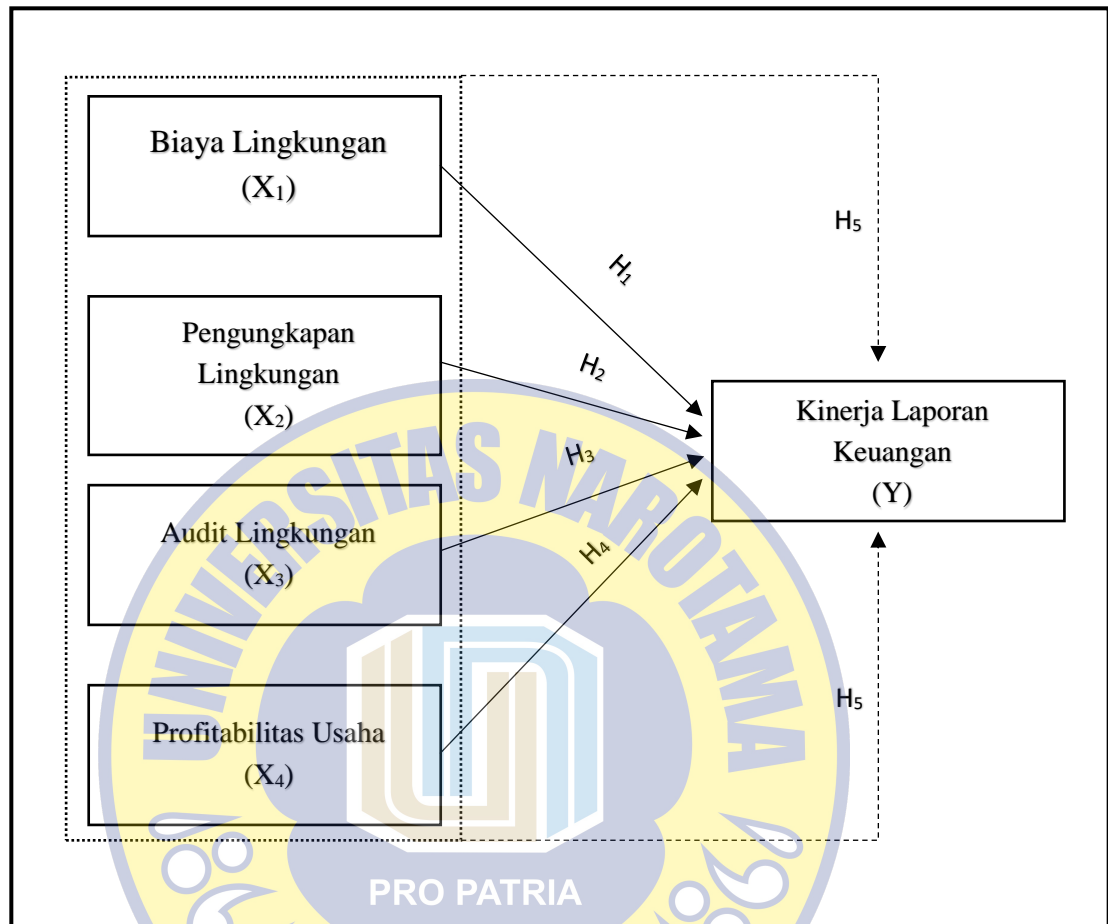 Biaya Lingkungan
(X₁)
Pengungkapan
Lingkungan
(X₂)
Audit Lingkungan
(X₃)
Profitabilitas Usaha
(X₄)
H₁
H₂
H₃
H₄
H₅
Kinerja Laporan
Keuangan
(Y)
H₅
UNIVERSITAS NAROTAMA
PRO PATRIA